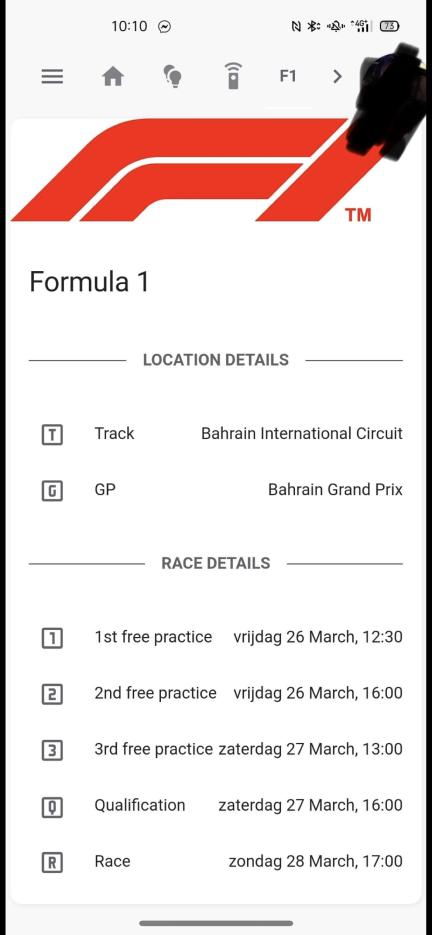 10:10 4G 73
F1
TM
Formula 1
LOCATION DETAILS
T Track Bahrain International Circuit
G GP Bahrain Grand Prix
RACE DETAILS
1 1st free practice vrijdag 26 March, 12:30
2 2nd free practice vrijdag 26 March, 16:00
3 3rd free practice zaterdag 27 March, 13:00
Q Qualification zaterdag 27 March, 16:00
R Race zondag 28 March, 17:00